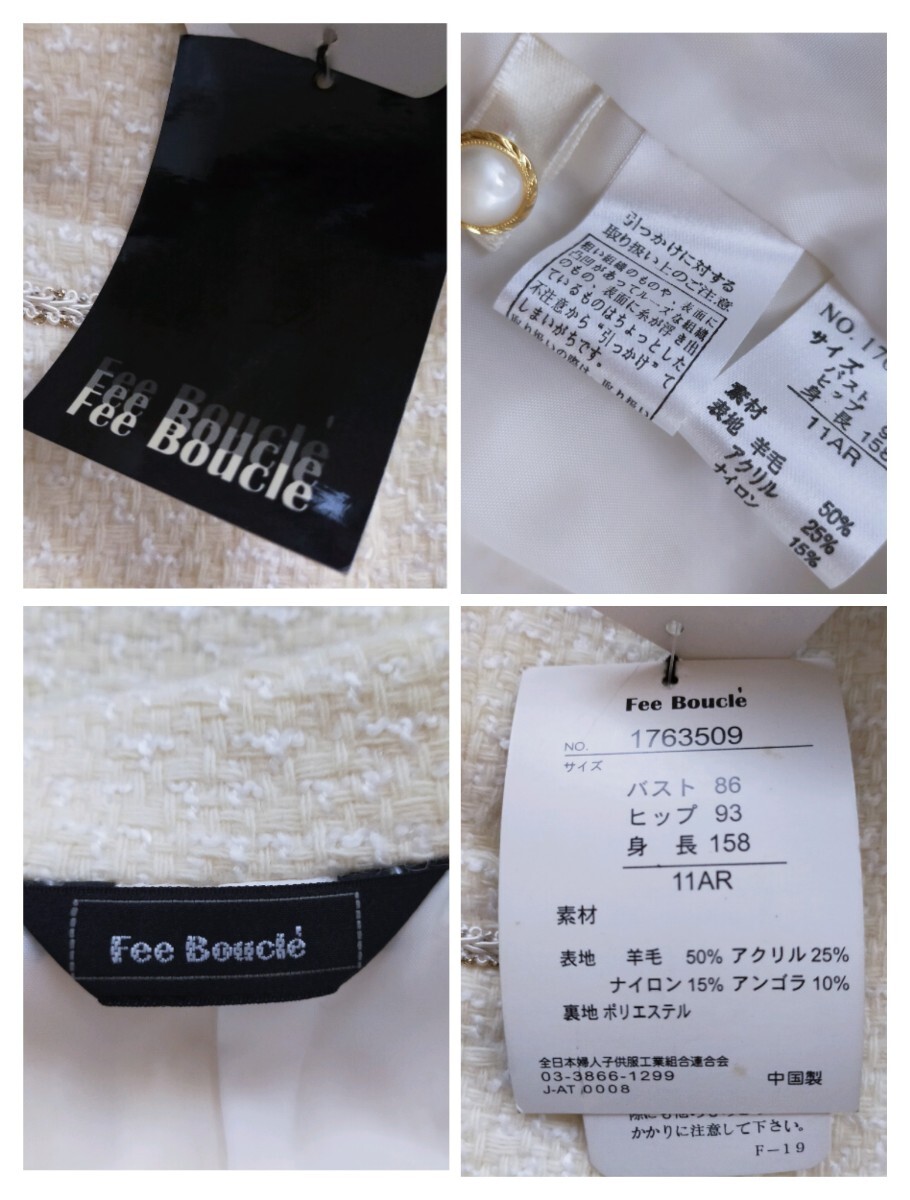 Fee Bouclé
Fee Bouclé
Fee Bouclé
引っかけに対する
取り扱い上のご注意
粗い組織のものや、表面に
凸凹があってルーズな組織
のもの、表面に糸が浮き出
ているものはちょっとした
不注意から“引っかけ”て
しまいがちです。
NO. 176
サイズ
バスト
ヒップ
身 長 158
11AR
素材
表地 羊毛 50%
アクリル 25%
ナイロン 15%
Fee Bouclé
Fee Bouclé
NO. 1763509
サイズ
バスト 86
ヒップ 93
身 長 158
11AR
素材
表地 羊毛 50% アクリル 25%
ナイロン 15% アンゴラ 10%
裏地 ポリエステル
全日本婦人子供服工業組合連合会
03-3866-1299
J-AT 0008 中国製
かかりに注意して下さい。
F-19